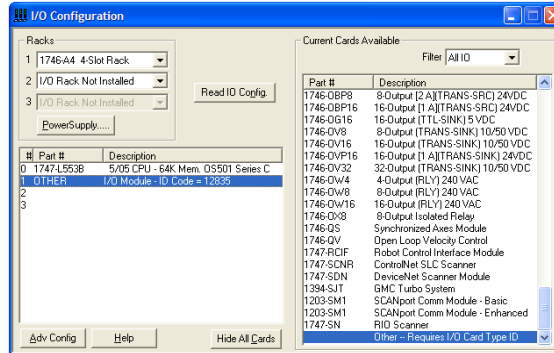 I/O Configuration
Racks
1 1746-A4 4-Slot Rack
2 I/O Rack Not Installed
3 I/O Rack Not Installed
PowerSupply.....
Read IO Config.
# Part # Description
0 1747-L553B 5/05 CPU - 64K Mem. OS501 Series C
1 OTHER I/O Module - ID Code = 12835
2
3
Adv Config Help Hide All Cards
Current Cards Available
Filter All IO
Part # Description
1746-OBP8 8-Output [2 A](TRANS-SRC) 24VDC
1746-OBP16 16-Output [1 A](TRANS-SRC) 24VDC
1746-OG16 16-Output (TTL-SINK) 5 VDC
1746-OV8 8-Output (TRANS-SINK) 10/50 VDC
1746-OV16 16-Output (TRANS-SINK) 10/50 VDC
1746-OVP16 16-Output [1 A](TRANS-SINK) 24VDC
1746-OV32 32-Output (TRANS-SINK) 10/50 VDC
1746-OW4 4-Output (RLY) 240 VAC
1746-OW8 8-Output (RLY) 240 VAC
1746-OW16 16-Output (RLY) 240 VAC
1746-OX8 8-Output Isolated Relay
1746-QS Synchronized Axes Module
1746-QV Open Loop Velocity Control
1747-RCIF Robot Control Interface Module
1747-SCNR ControlNet SLC Scanner
1747-SDN DeviceNet Scanner Module
1394-SJT GMC Turbo System
1203-SM1 SCANport Comm Module - Basic
1203-SM1 SCANport Comm Module - Enhanced
1747-SN RIO Scanner
Other -- Requires I/O Card Type ID